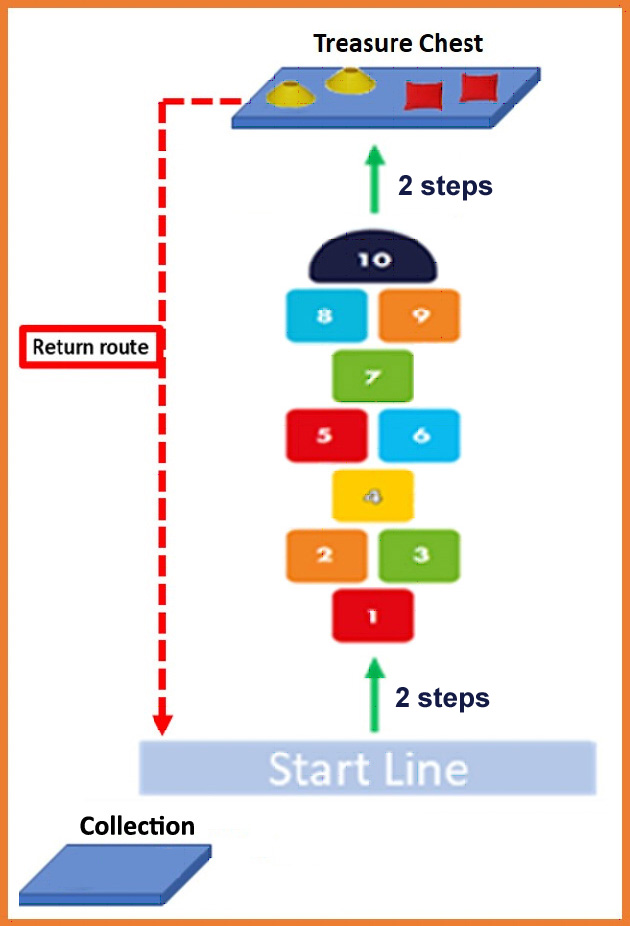 Treasure Chest
2 steps
10
8 9
Return route
7
5 6
4
2 3
1
2 steps
Start Line
Collection